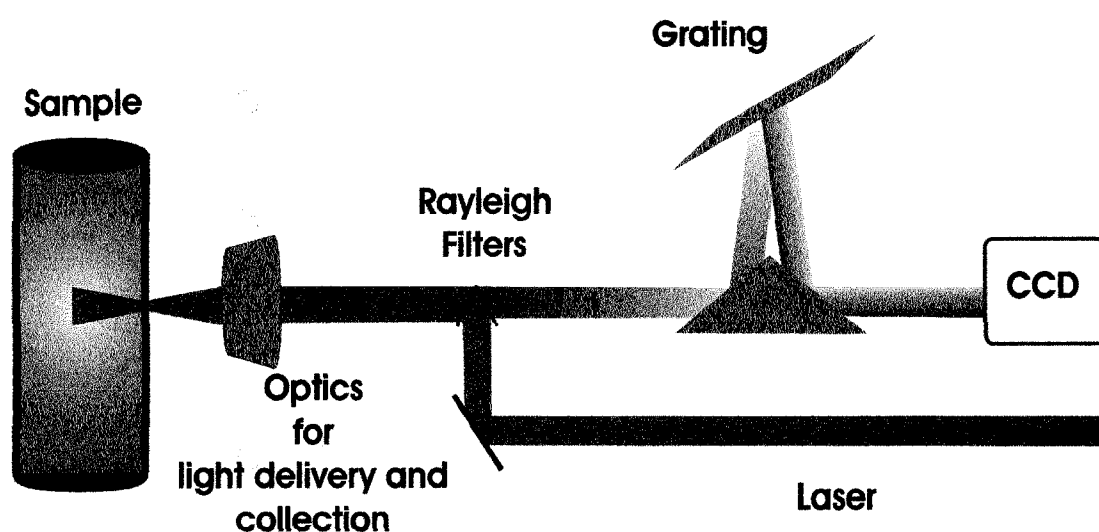 Grating
Sample
Rayleigh
Filters
CCD
Optics
for
light delivery and
collection
Laser